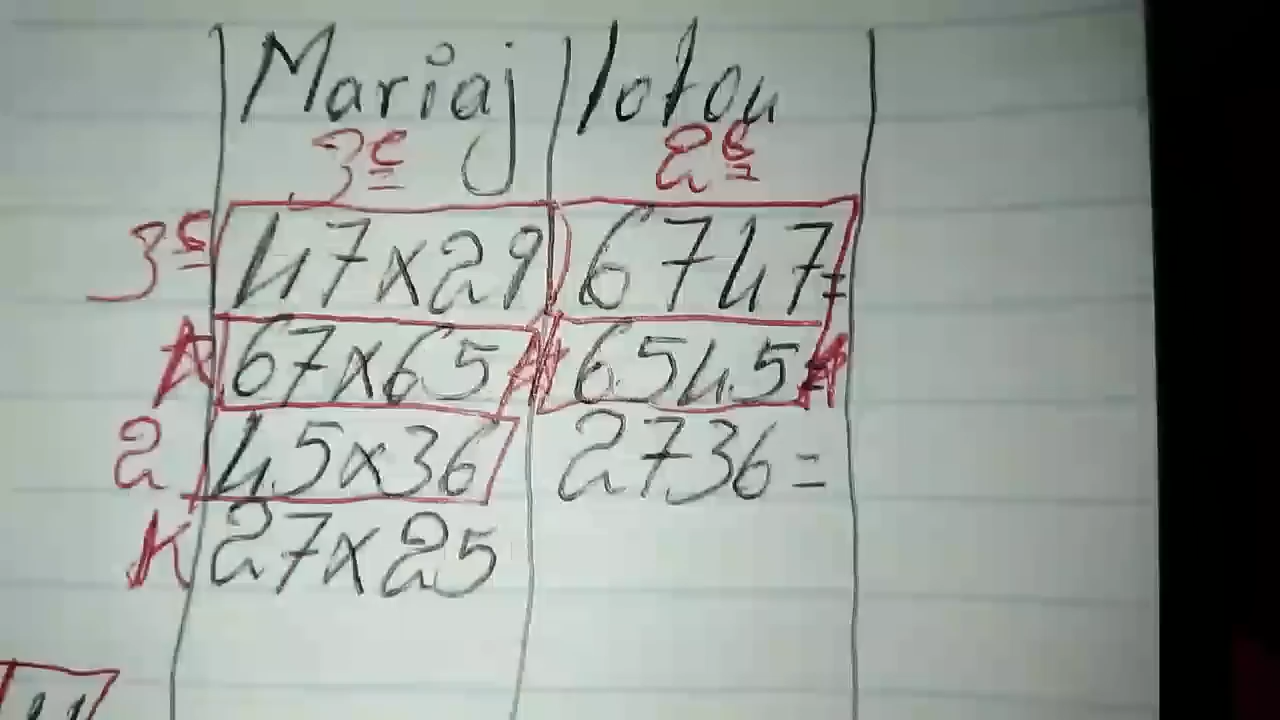 Mariaj lotou
3e 2e
3e 47x29 6747=
A 67x65 A 6545 A
2 45x36 2736=
K 27x25